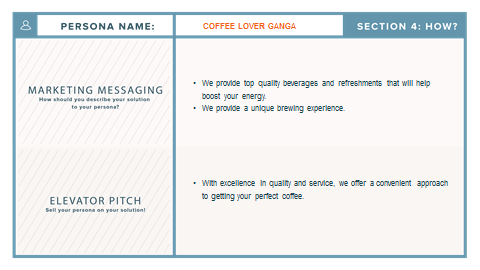 PERSONA NAME:
COFFEE LOVER GANGA
SECTION 4: HOW?
MARKETING MESSAGING
How should you describe your solution
to your persona?
• We provide top quality beverages and refreshments that will help
boost your energy.
• We provide a unique brewing experience.
ELEVATOR PITCH
Sell your persona on your solution!
• With excellence in quality and service, we offer a convenient approach
to getting your perfect coffee.